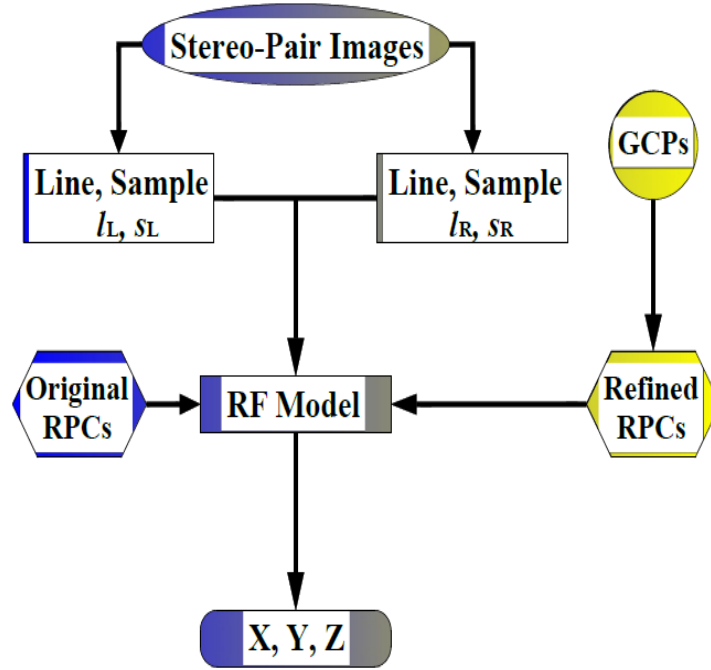 Stereo-Pair Images
GCPs
Line, Sample
lL, sL
Line, Sample
lR, sR
Original
RPCs
RF Model
Refined
RPCs
X, Y, Z